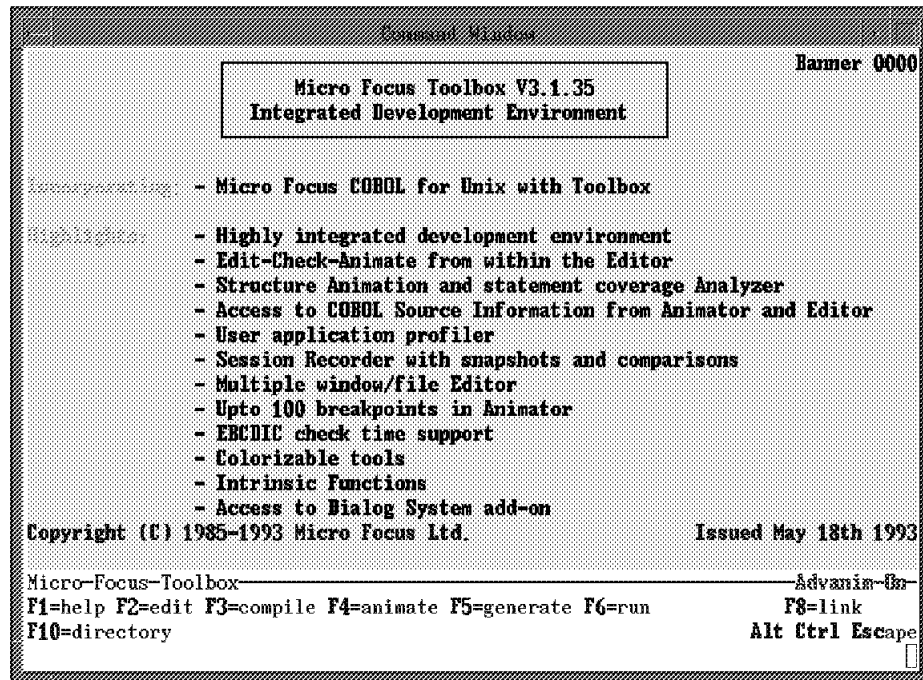 Command Window
Banner 0000
Micro Focus Toolbox V3.1.35
Integrated Development Environment
Incorporating: - Micro Focus COBOL for Unix with Toolbox
Highlights: - Highly integrated development environment
- Edit-Check-Animate from within the Editor
- Structure Animation and statement coverage Analyzer
- Access to COBOL Source Information from Animator and Editor
- User application profiler
- Session Recorder with snapshots and comparisons
- Multiple window/file Editor
- Upto 100 breakpoints in Animator
- EBCDIC check time support
- Colorizable tools
- Intrinsic Functions
- Access to Dialog System add-on
Copyright (C) 1985-1993 Micro Focus Ltd. Issued May 18th 1993
Micro-Focus-Toolbox Advanim-On
F1=help F2=edit F3=compile F4=animate F5=generate F6=run F8=link
F10=directory Alt Ctrl Escape